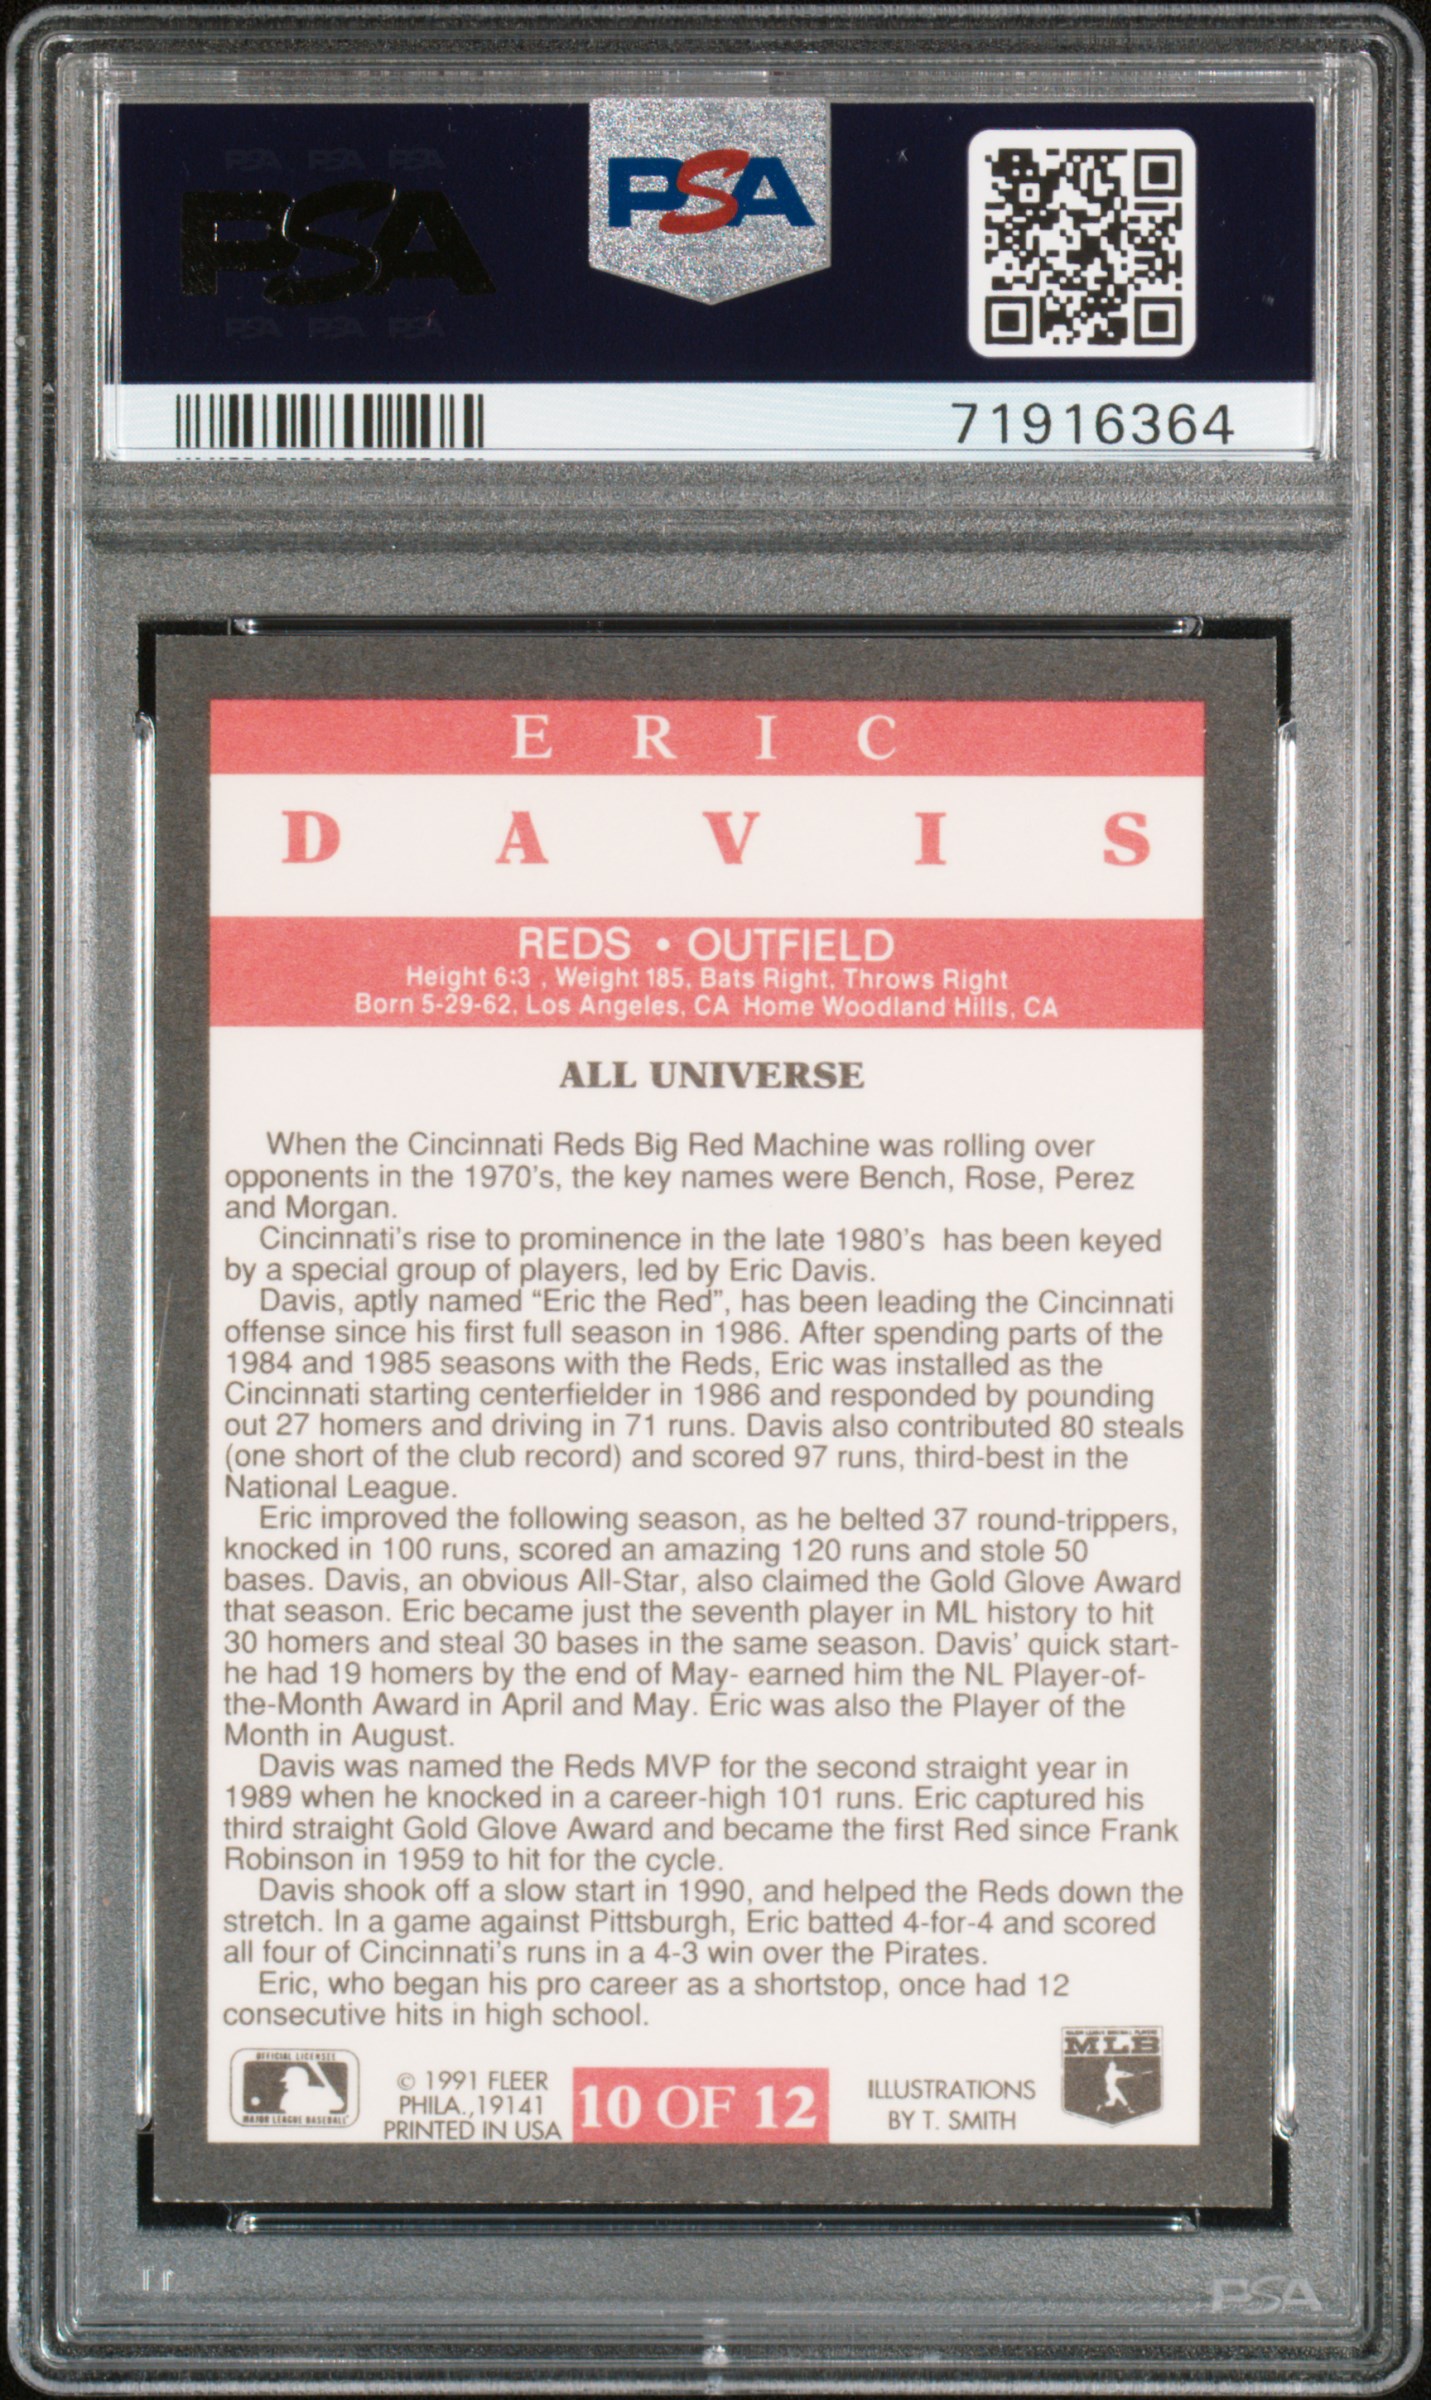 PSA PSA PSA
PSA
PSA PSA PSA
PSA
71916364
ERIC
DAVIS
REDS • OUTFIELD
Height 6:3 , Weight 185, Bats Right, Throws Right
Born 5-29-62, Los Angeles, CA Home Woodland Hills, CA
ALL UNIVERSE
When the Cincinnati Reds Big Red Machine was rolling over
opponents in the 1970's, the key names were Bench, Rose, Perez
and Morgan.
Cincinnati's rise to prominence in the late 1980's has been keyed
by a special group of players, led by Eric Davis.
Davis, aptly named “Eric the Red”, has been leading the Cincinnati
offense since his first full season in 1986. After spending parts of the
1984 and 1985 seasons with the Reds, Eric was installed as the
Cincinnati starting centerfielder in 1986 and responded by pounding
out 27 homers and driving in 71 runs. Davis also contributed 80 steals
(one short of the club record) and scored 97 runs, third-best in the
National League.
Eric improved the following season, as he belted 37 round-trippers,
knocked in 100 runs, scored an amazing 120 runs and stole 50
bases. Davis, an obvious All-Star, also claimed the Gold Glove Award
that season. Eric became just the seventh player in ML history to hit
30 homers and steal 30 bases in the same season. Davis' quick start-
he had 19 homers by the end of May- earned him the NL Player-of-
the-Month Award in April and May. Eric was also the Player of the
Month in August.
Davis was named the Reds MVP for the second straight year in
1989 when he knocked in a career-high 101 runs. Eric captured his
third straight Gold Glove Award and became the first Red since Frank
Robinson in 1959 to hit for the cycle.
Davis shook off a slow start in 1990, and helped the Reds down the
stretch. In a game against Pittsburgh, Eric batted 4-for-4 and scored
all four of Cincinnati's runs in a 4-3 win over the Pirates.
Eric, who began his pro career as a shortstop, once had 12
consecutive hits in high school.
OFFICIAL LICENSEE
MAJOR LEAGUE BASEBALL
© 1991 FLEER
PHILA.,19141
PRINTED IN USA
10 OF 12
ILLUSTRATIONS
BY T. SMITH
MAJOR LEAGUE BASEBALL PLAYERS
MLB
PSA